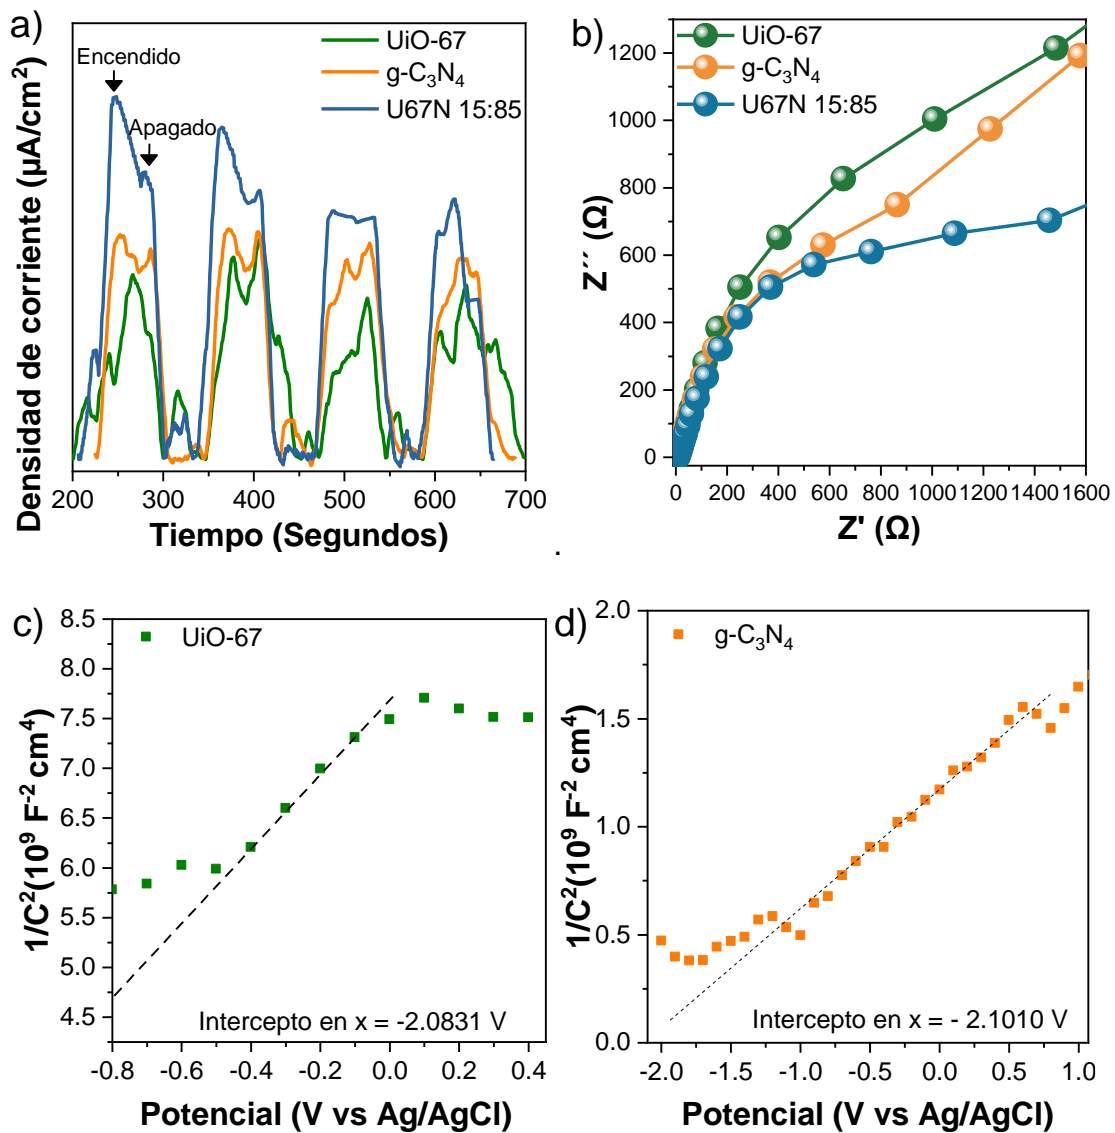 a)
Encendido
Apagado
UiO-67
g-C₃N₄
U67N 15:85
Densidad de corriente (µA/cm²)
200 300 400 500 600 700
Tiempo (Segundos)
b)
UiO-67
g-C₃N₄
U67N 15:85
1200
1000
800
600
400
200
0
Z´´ (Ω)
0 200 400 600 800 1000 1200 1400 1600
Z' (Ω)
.
c)
UiO-67
8.5
8.0
7.5
7.0
6.5
6.0
5.5
5.0
4.5
1/C²(10⁹ F⁻² cm⁴)
Intercepto en x = -2.0831 V
-0.8 -0.6 -0.4 -0.2 0.0 0.2 0.4
Potencial (V vs Ag/AgCl)
d)
g-C₃N₄
2.0
1.5
1.0
0.5
0.0
1/C²(10⁹ F⁻² cm⁴)
Intercepto en x = - 2.1010 V
-2.0 -1.5 -1.0 -0.5 0.0 0.5 1.0
Potencial (V vs Ag/AgCl)